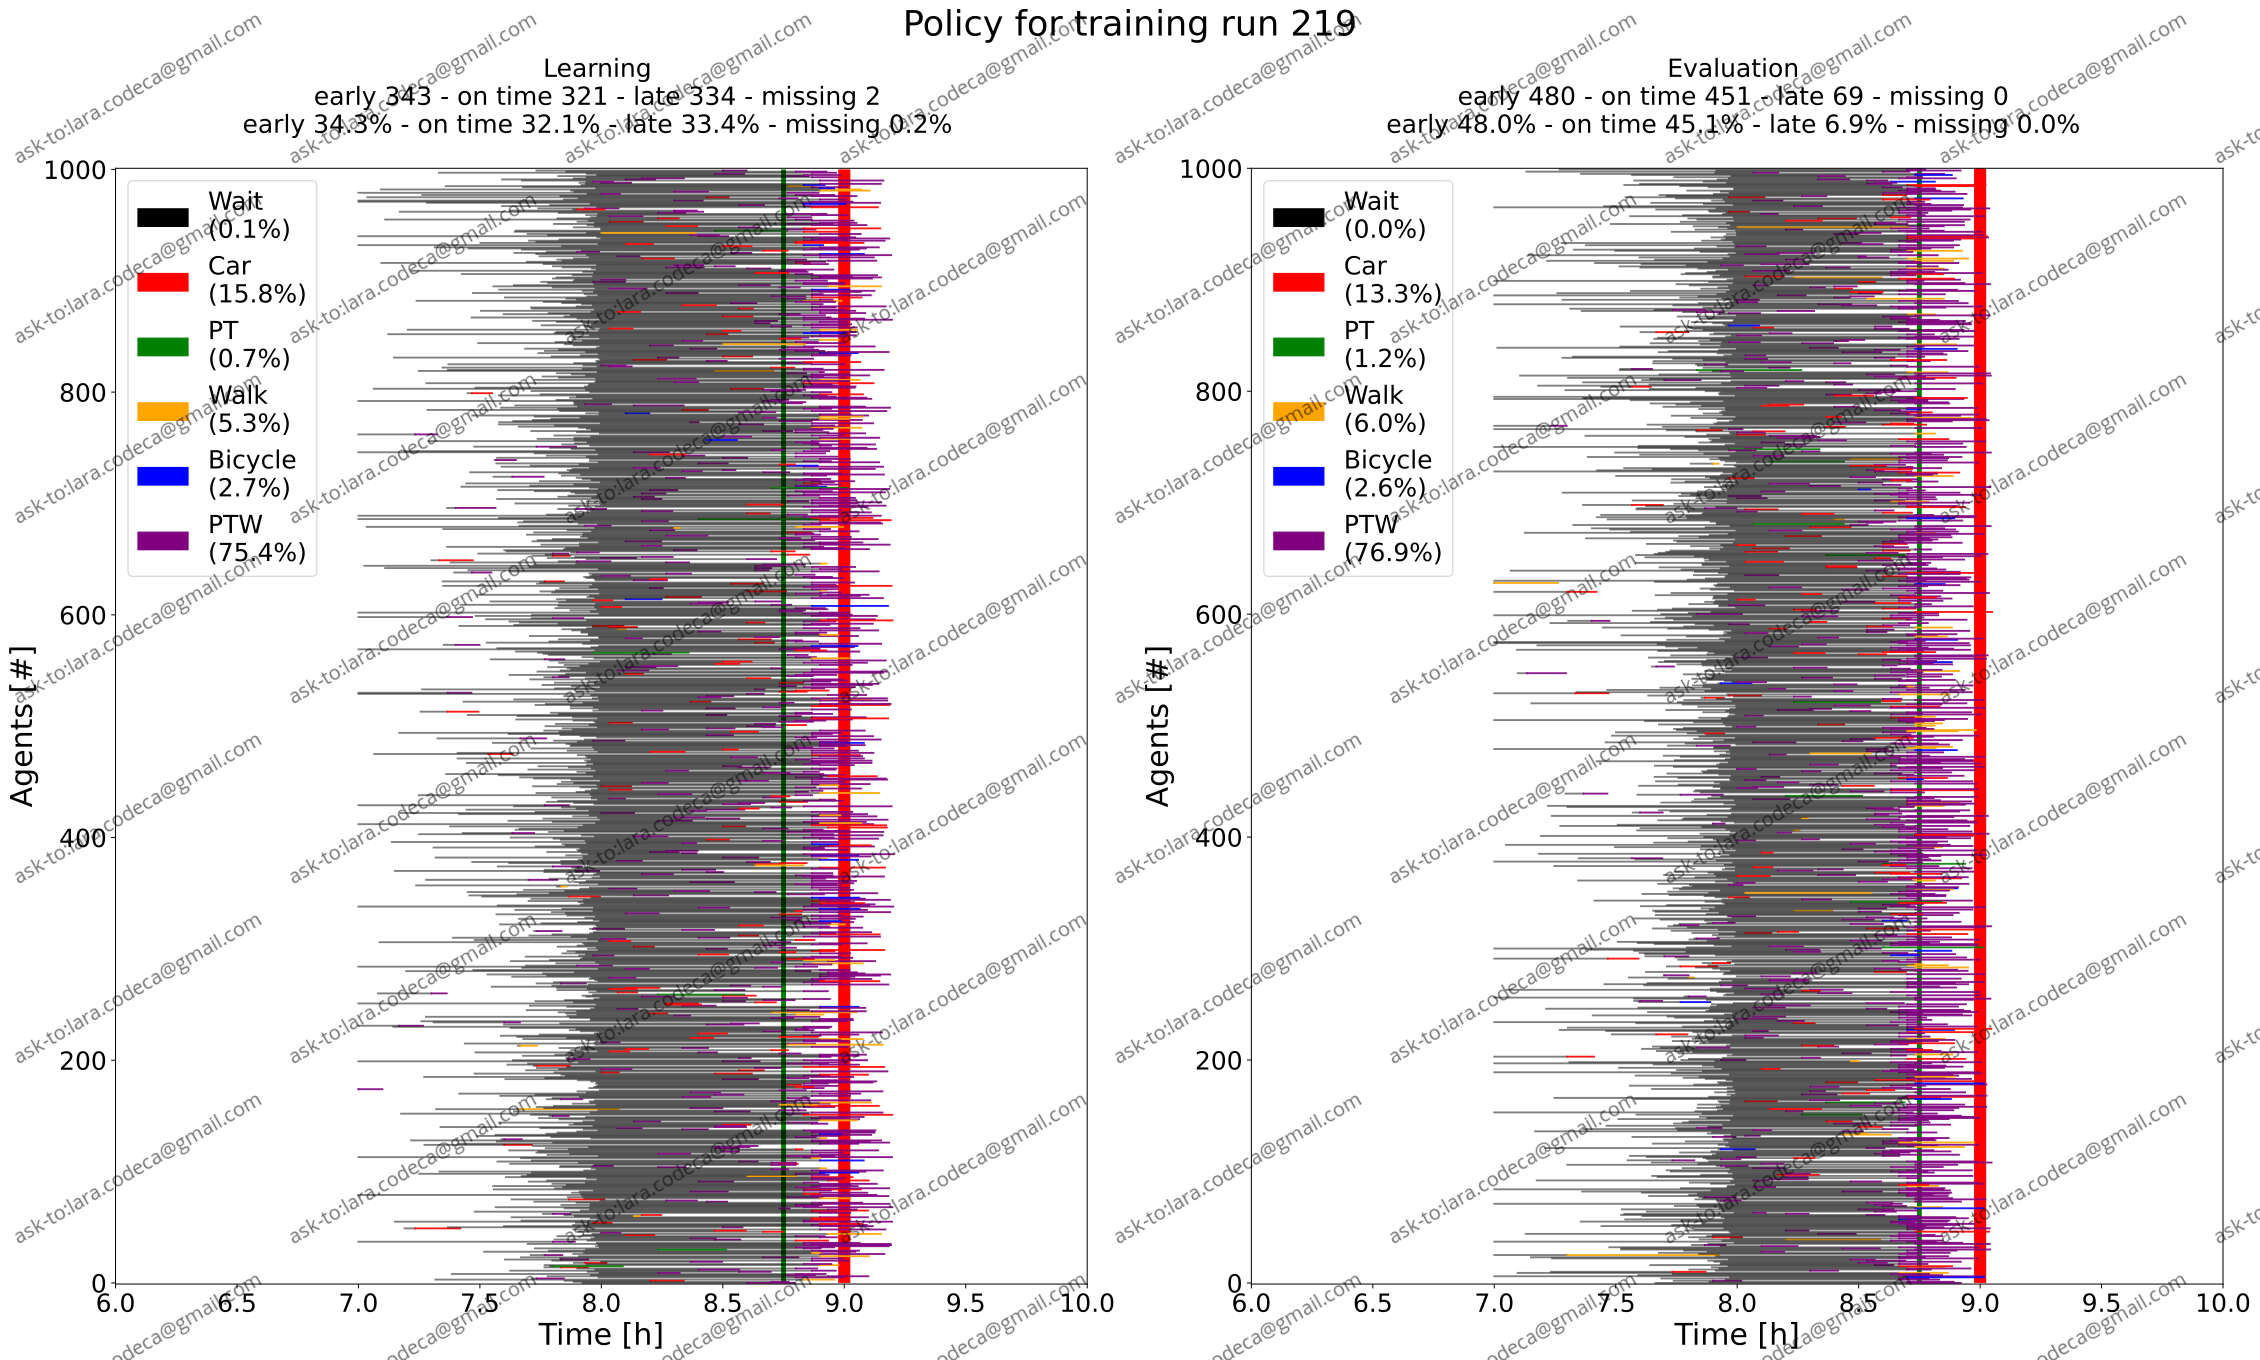 Policy for training run 219
Learning
early 343 - on time 321 - late 334 - missing 2
early 34.3% - on time 32.1% - late 33.4% - missing 0.2%
Wait
(0.1%)
Car
(15.8%)
PT
(0.7%)
Walk
(5.3%)
Bicycle
(2.7%)
PTW
(75.4%)
1000
800
600
400
200
0
Agents [#]
6.0 6.5 7.0 7.5 8.0 8.5 9.0 9.5 10.0
Time [h]
Evaluation
early 480 - on time 451 - late 69 - missing 0
early 48.0% - on time 45.1% - late 6.9% - missing 0.0%
Wait
(0.0%)
Car
(13.3%)
PT
(1.2%)
Walk
(6.0%)
Bicycle
(2.6%)
PTW
(76.9%)
1000
800
600
400
200
0
Agents [#]
6.0 6.5 7.0 7.5 8.0 8.5 9.0 9.5 10.0
Time [h]
ask-to:lara.codeca@gmail.com